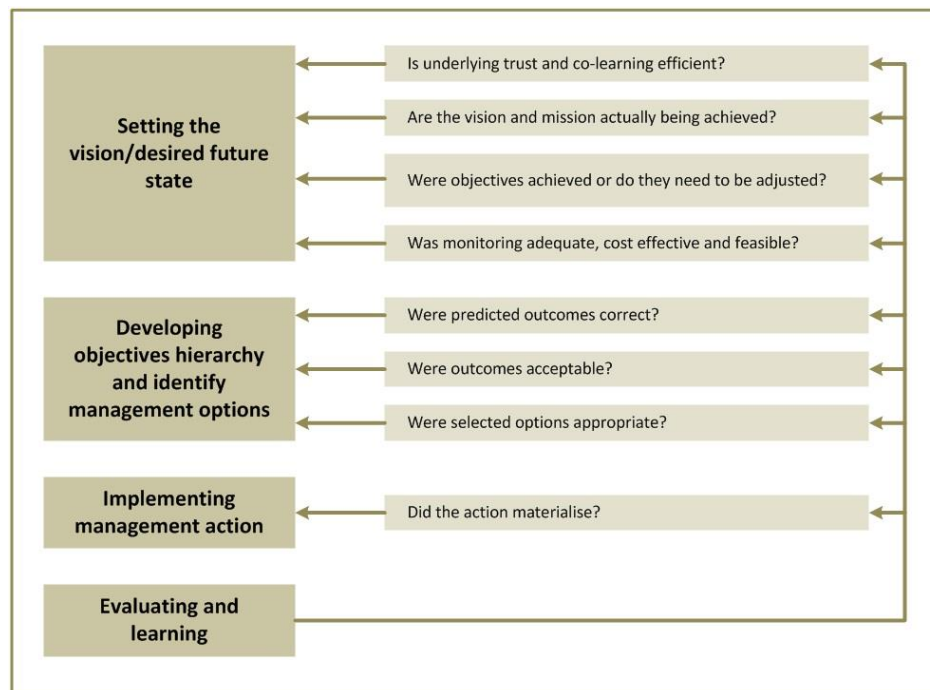 Setting the
vision/desired future
state
Is underlying trust and co-learning efficient?
Are the vision and mission actually being achieved?
Were objectives achieved or do they need to be adjusted?
Was monitoring adequate, cost effective and feasible?
Developing
objectives hierarchy
and identify
management options
Were predicted outcomes correct?
Were outcomes acceptable?
Were selected options appropriate?
Implementing
management action
Did the action materialise?
Evaluating and
learning